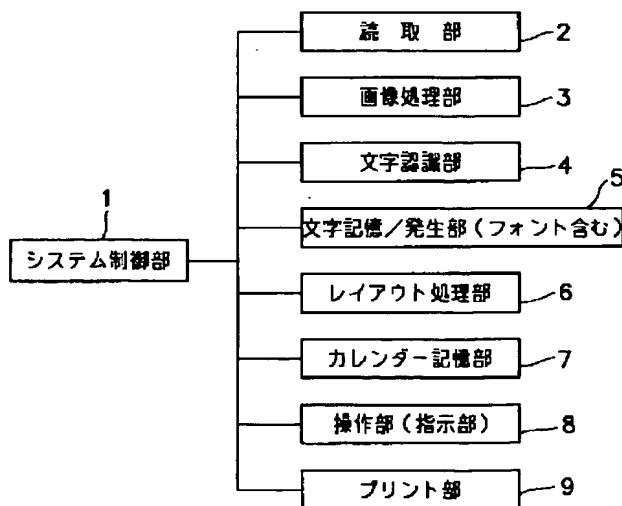 読取部 2
画像処理部 3
文字認識部 4
5
文字記憶/発生部(フォント含む)
1
システム制御部
レイアウト処理部 6
カレンダー記憶部 7
操作部(指示部) 8
プリント部 9